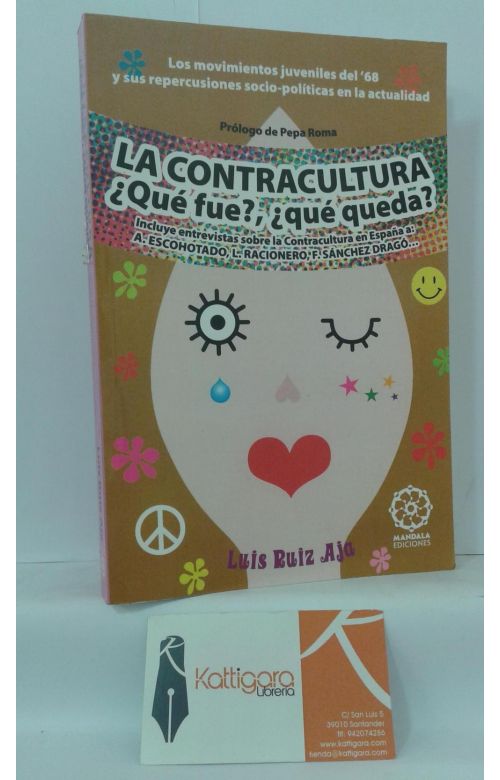 Los movimientos juveniles del '68
y sus repercusiones socio-políticas en la actualidad
Prólogo de Pepa Roma
LA CONTRACULTURA
¿Qué fue?, ¿qué queda?
Incluye entrevistas sobre la Contracultura en España a:
A. ESCOHOTADO, L. RACIONERO, F. SÁNCHEZ DRAGÓ...
MANDALA
EDICIONES
Luis Ruiz Aja
Kattigara
Librería
C/ San Luis 5
39010 Santander
tlf: 942074256
www.kattigara.com
tienda@kattigara.com